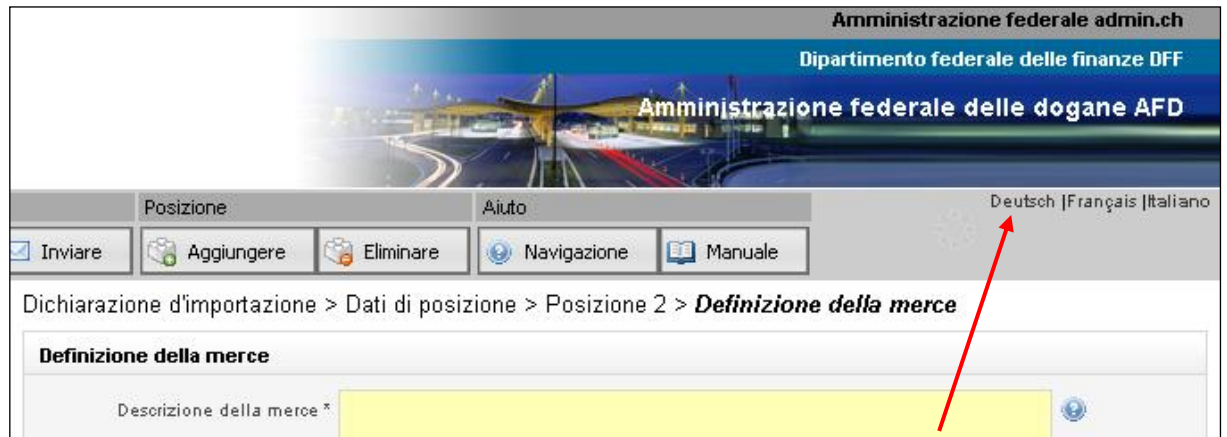 Amministrazione federale admin.ch
Dipartimento federale delle finanze DFF
Amministrazione federale delle dogane AFD
Posizione Aiuto Deutsch |Français |Italiano
Inviare Aggiungere Eliminare Navigazione Manuale
Dichiarazione d'importazione > Dati di posizione > Posizione 2 > Definizione della merce
Definizione della merce
Descrizione della merce *